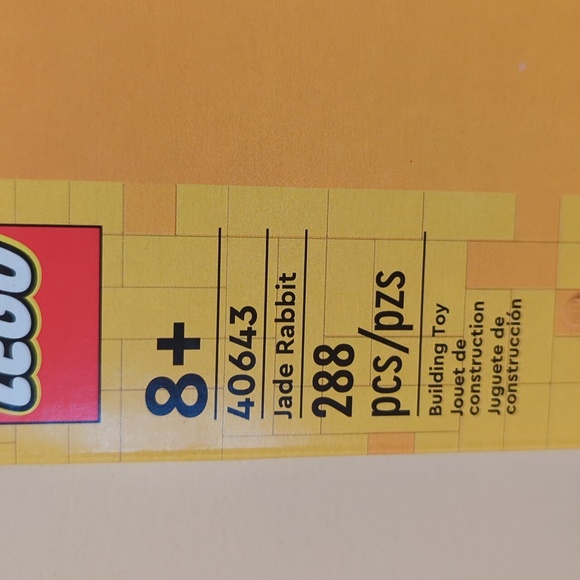 LEGO
8+
40643
Jade Rabbit
288
pcs/pzs
Building Toy
Jouet de
construction
Juguete de
construcción